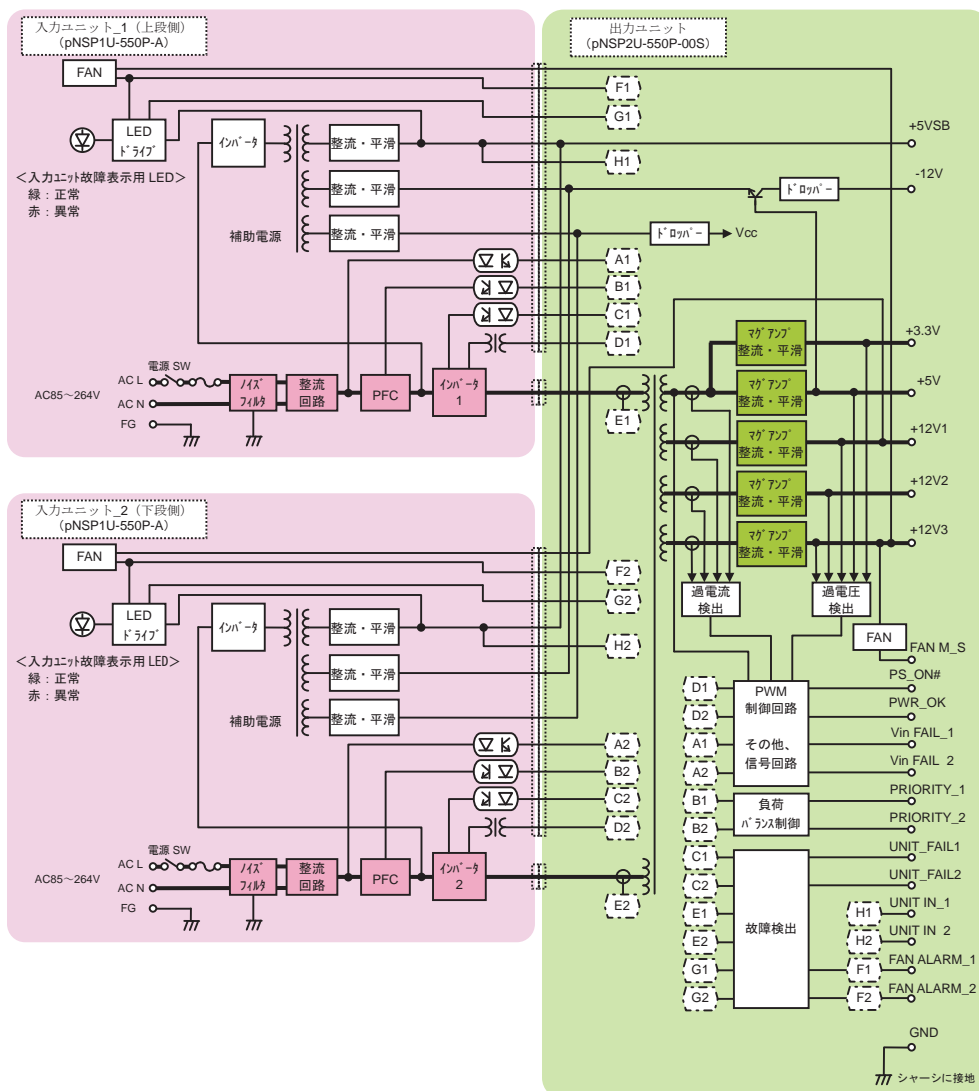 入力ユニット_1（上段側）
（pNSP1U-550P-A）
FAN
LED
ﾄﾞﾗｲﾌﾞ
＜入力ﾕﾆｯﾄ故障表示用 LED＞
緑：正常
赤：異常
ｲﾝﾊﾞｰﾀ
整流・平滑
整流・平滑
整流・平滑
補助電源
電源 SW
AC L
AC N
FG
AC85～264V
ﾉｲｽﾞ
ﾌｨﾙﾀ
整流
回路
PFC
ｲﾝﾊﾞｰﾀ
1
入力ユニット_2（下段側）
（pNSP1U-550P-A）
FAN
LED
ﾄﾞﾗｲﾌﾞ
＜入力ﾕﾆｯﾄ故障表示用 LED＞
緑：正常
赤：異常
ｲﾝﾊﾞｰﾀ
整流・平滑
整流・平滑
整流・平滑
補助電源
電源 SW
AC L
AC N
FG
AC85～264V
ﾉｲｽﾞ
ﾌｨﾙﾀ
整流
回路
PFC
ｲﾝﾊﾞｰﾀ
2
出力ユニット
（pNSP2U-550P-00S）
F1
G1
H1
ﾄﾞﾛｯﾊﾟｰ
ﾄﾞﾛｯﾊﾟｰ
Vcc
A1
B1
C1
D1
E1
+5VSB
-12V
+3.3V
+5V
+12V1
+12V2
+12V3
ﾏｸﾞｱﾝﾌﾟ
整流・平滑
ﾏｸﾞｱﾝﾌﾟ
整流・平滑
ﾏｸﾞｱﾝﾌﾟ
整流・平滑
ﾏｸﾞｱﾝﾌﾟ
整流・平滑
ﾏｸﾞｱﾝﾌﾟ
整流・平滑
F2
G2
H2
A2
B2
C2
D2
E2
過電流
検出
過電圧
検出
FAN
FAN M_S
D1
D2
A1
A2
PWM
制御回路
その他、
信号回路
PS_ON#
PWR_OK
Vin FAIL_1
Vin FAIL 2
B1
B2
負荷
ﾊﾞﾗﾝｽ制御
PRIORITY_1
PRIORITY_2
C1
C2
E1
E2
G1
G2
故障検出
UNIT_FAIL1
UNIT_FAIL2
H1
UNIT IN_1
H2
UNIT IN 2
F1
FAN ALARM_1
F2
FAN ALARM_2
GND
シャーシに接地